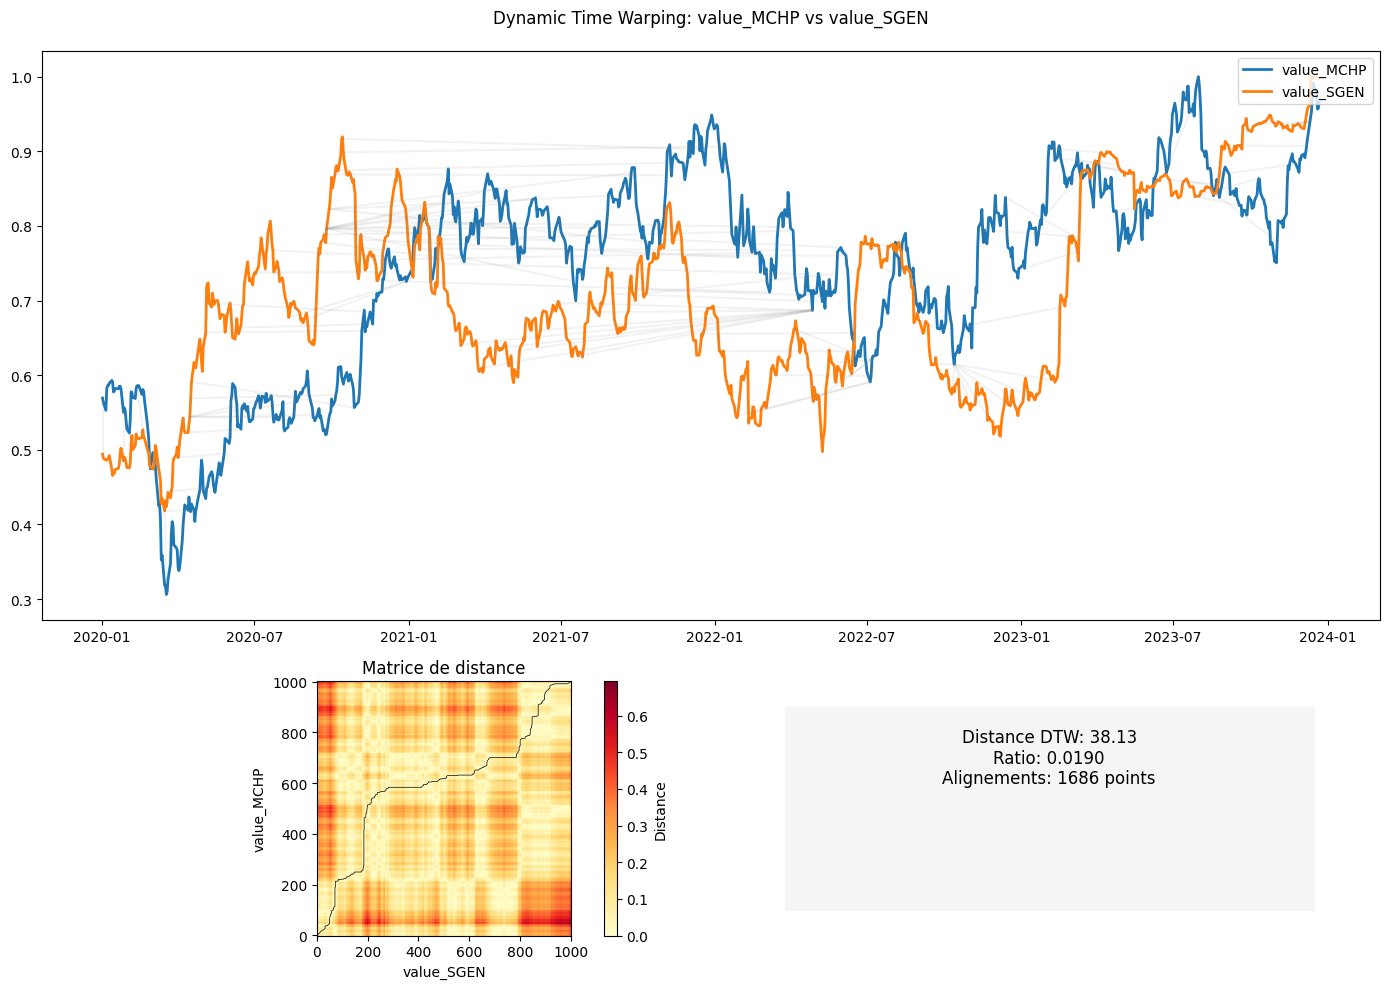 Dynamic Time Warping: value_MCHP vs value_SGEN
value_MCHP
value_SGEN
1.0
0.9
0.8
0.7
0.6
0.5
0.4
0.3
2020-01 2020-07 2021-01 2021-07 2022-01 2022-07 2023-01 2023-07 2024-01
Matrice de distance
1000
800
600
400
200
0
value_MCHP
0 200 400 600 800 1000
value_SGEN
0.6
0.5
0.4
0.3
0.2
0.1
0.0
Distance
Distance DTW: 38.13
Ratio: 0.0190
Alignements: 1686 points